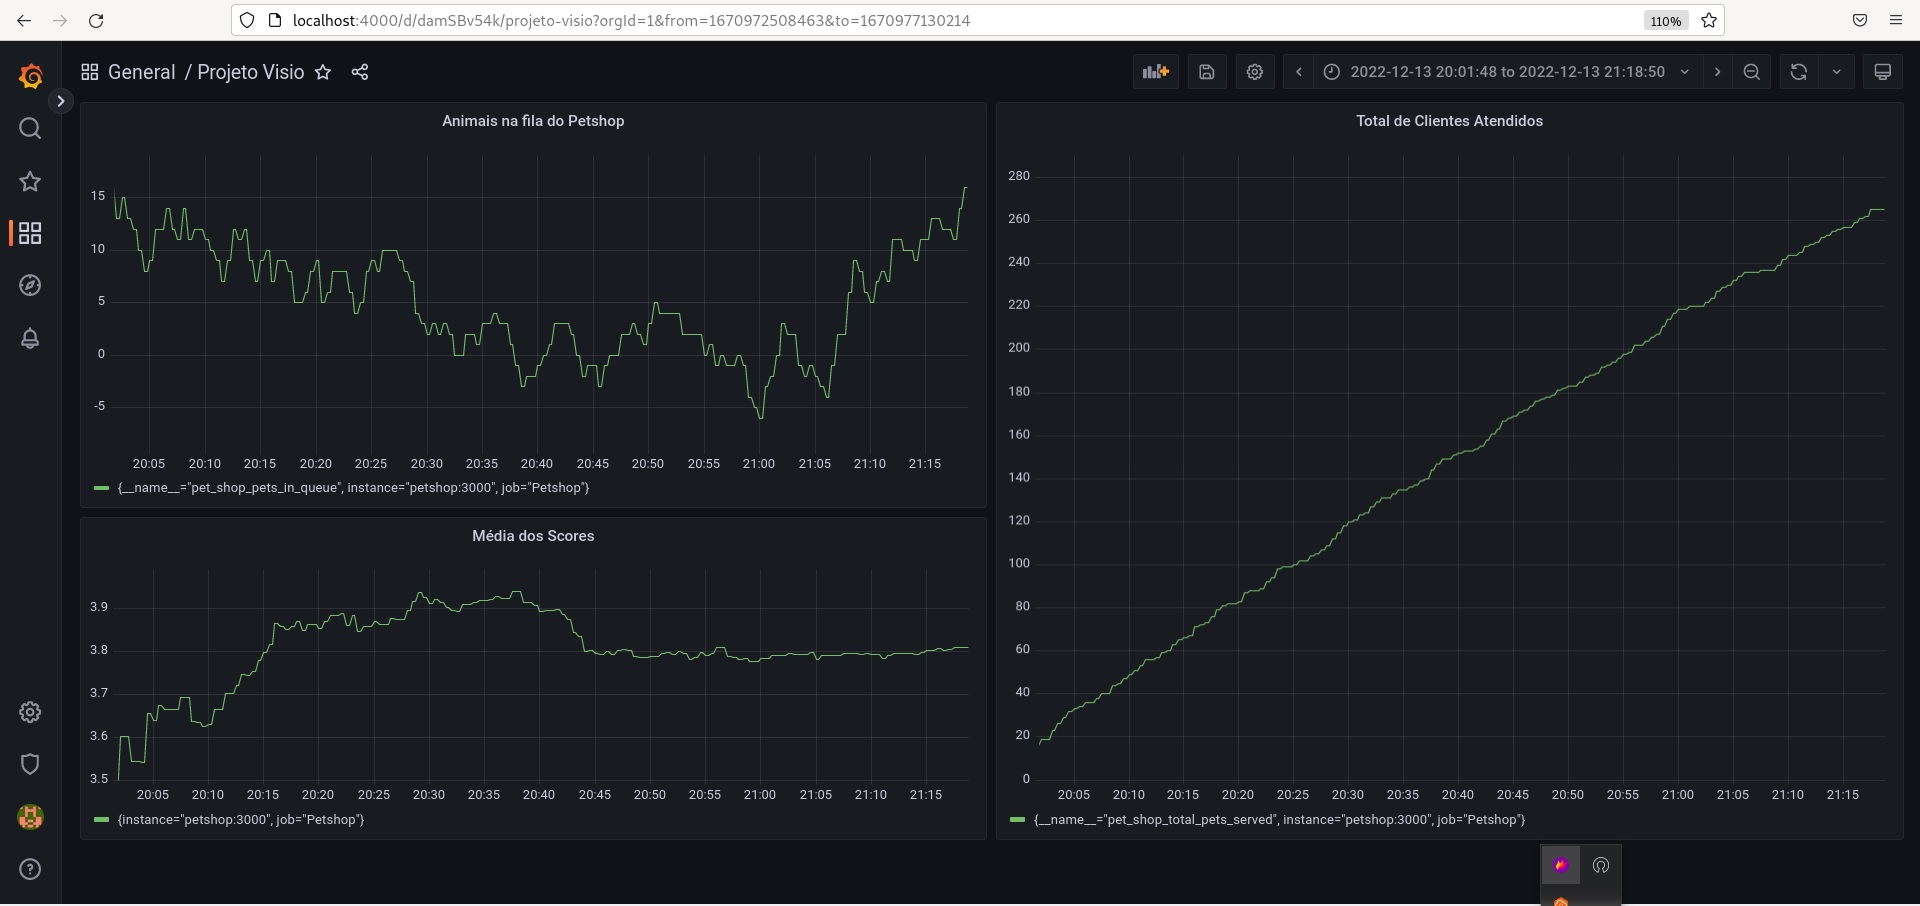 localhost:4000/d/damSBv54k/projeto-visio?orgId=1&from=1670972508463&to=1670977130214
110%
General / Projeto Visio
2022-12-13 20:01:48 to 2022-12-13 21:18:50
Animais na fila do Petshop
15
10
5
0
-5
20:05 20:10 20:15 20:20 20:25 20:30 20:35 20:40 20:45 20:50 20:55 21:00 21:05 21:10 21:15
{__name__="pet_shop_pets_in_queue", instance="petshop:3000", job="Petshop"}
Média dos Scores
3.9
3.8
3.7
3.6
3.5
20:05 20:10 20:15 20:20 20:25 20:30 20:35 20:40 20:45 20:50 20:55 21:00 21:05 21:10 21:15
{instance="petshop:3000", job="Petshop"}
Total de Clientes Atendidos
280
260
240
220
200
180
160
140
120
100
80
60
40
20
0
20:05 20:10 20:15 20:20 20:25 20:30 20:35 20:40 20:45 20:50 20:55 21:00 21:05 21:10 21:15
{__name__="pet_shop_total_pets_served", instance="petshop:3000", job="Petshop"}